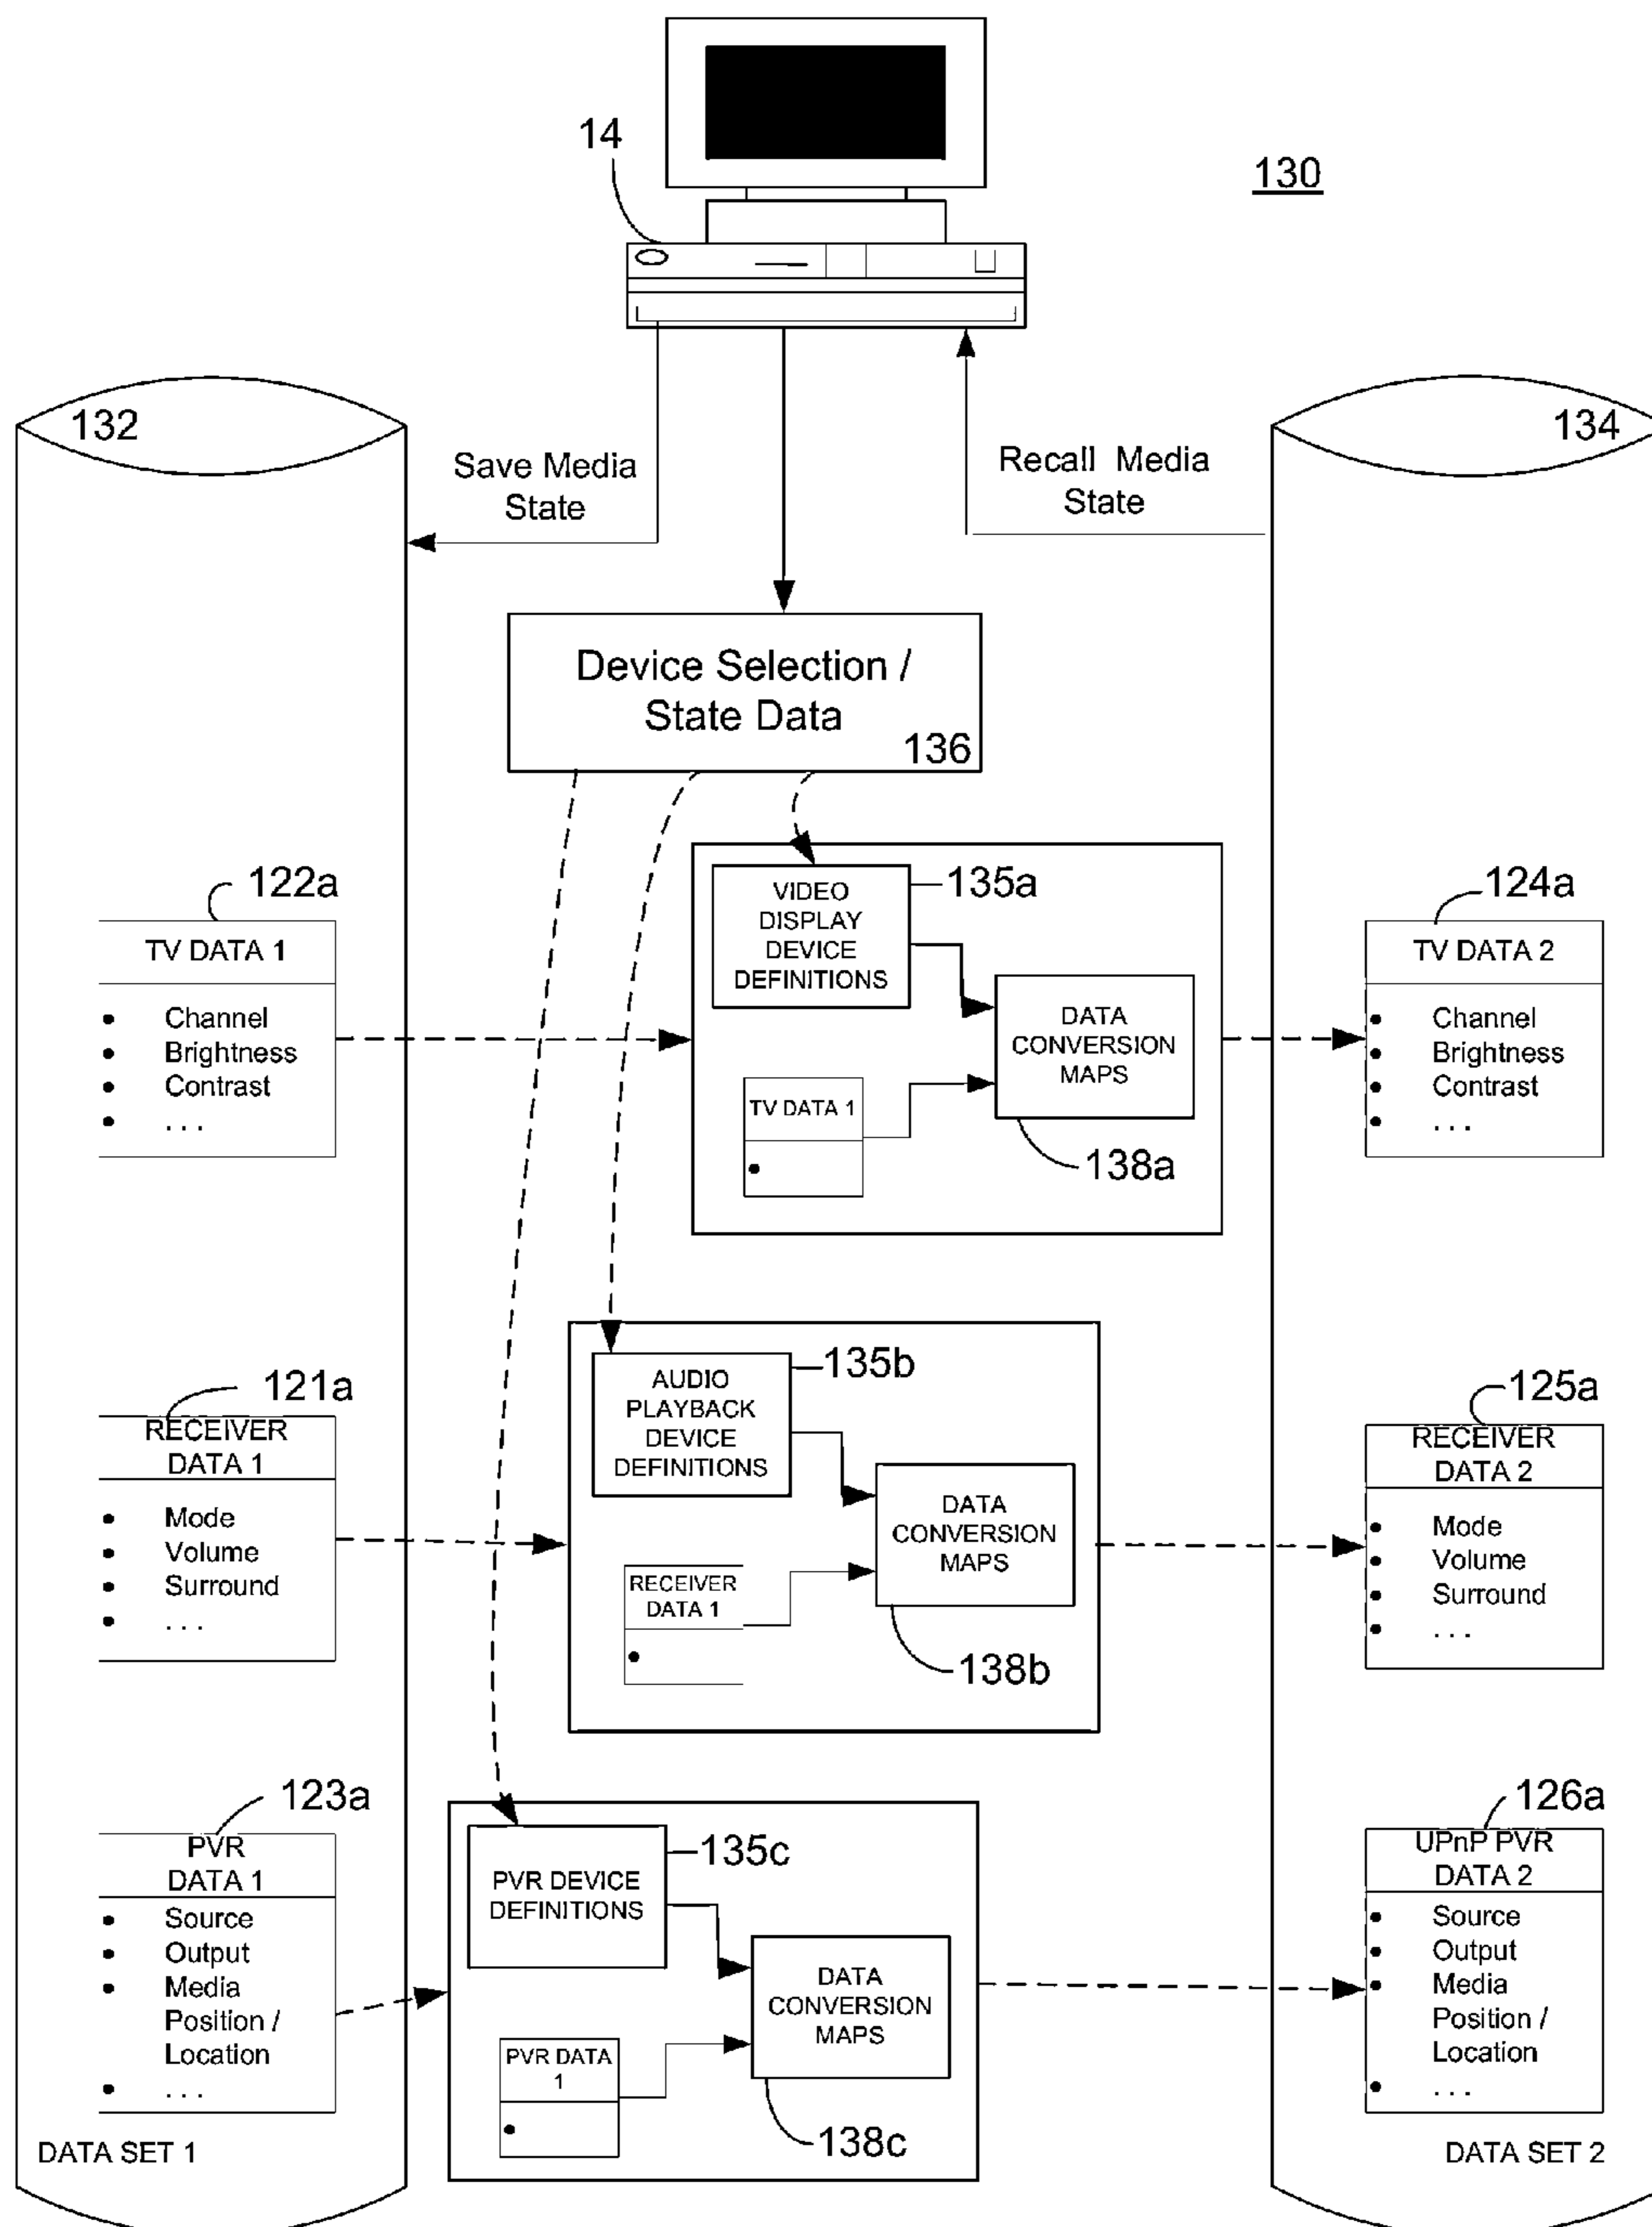 14
130
132
134
Save Media
State
Recall Media
State
Device Selection /
State Data
136
122a
TV DATA 1
• Channel
• Brightness
• Contrast
• . . .
VIDEO
DISPLAY
DEVICE
DEFINITIONS
135a
DATA
CONVERSION
MAPS
TV DATA 1
•
138a
124a
TV DATA 2
• Channel
• Brightness
• Contrast
• . . .
121a
RECEIVER
DATA 1
• Mode
• Volume
• Surround
• . . .
AUDIO
PLAYBACK
DEVICE
DEFINITIONS
135b
DATA
CONVERSION
MAPS
RECEIVER
DATA 1
•
138b
125a
RECEIVER
DATA 2
• Mode
• Volume
• Surround
• . . .
123a
PVR
DATA 1
• Source
• Output
• Media
Position /
Location
• . . .
DATA SET 1
PVR DEVICE
DEFINITIONS
135c
DATA
CONVERSION
MAPS
PVR DATA
1
•
138c
126a
UPnP PVR
DATA 2
• Source
• Output
• Media
Position /
Location
• . . .
DATA SET 2